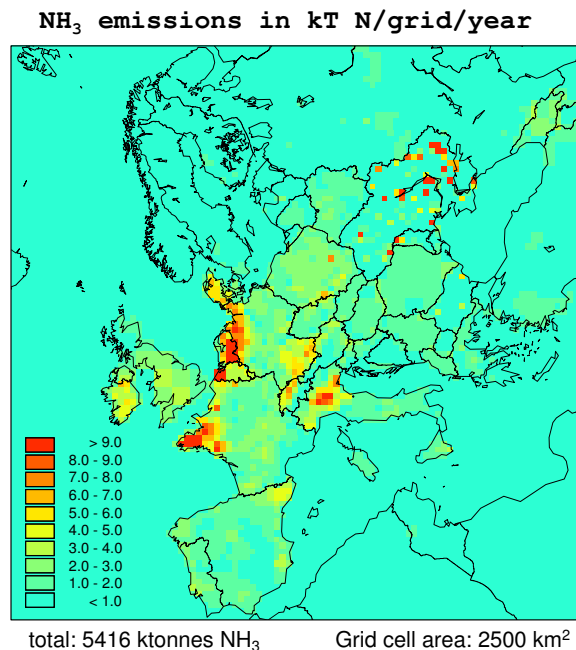 NH₃ emissions in kT N/grid/year
> 9.0
8.0 - 9.0
7.0 - 8.0
6.0 - 7.0
5.0 - 6.0
4.0 - 5.0
3.0 - 4.0
2.0 - 3.0
1.0 - 2.0
< 1.0
total: 5416 ktonnes NH₃ Grid cell area: 2500 km²